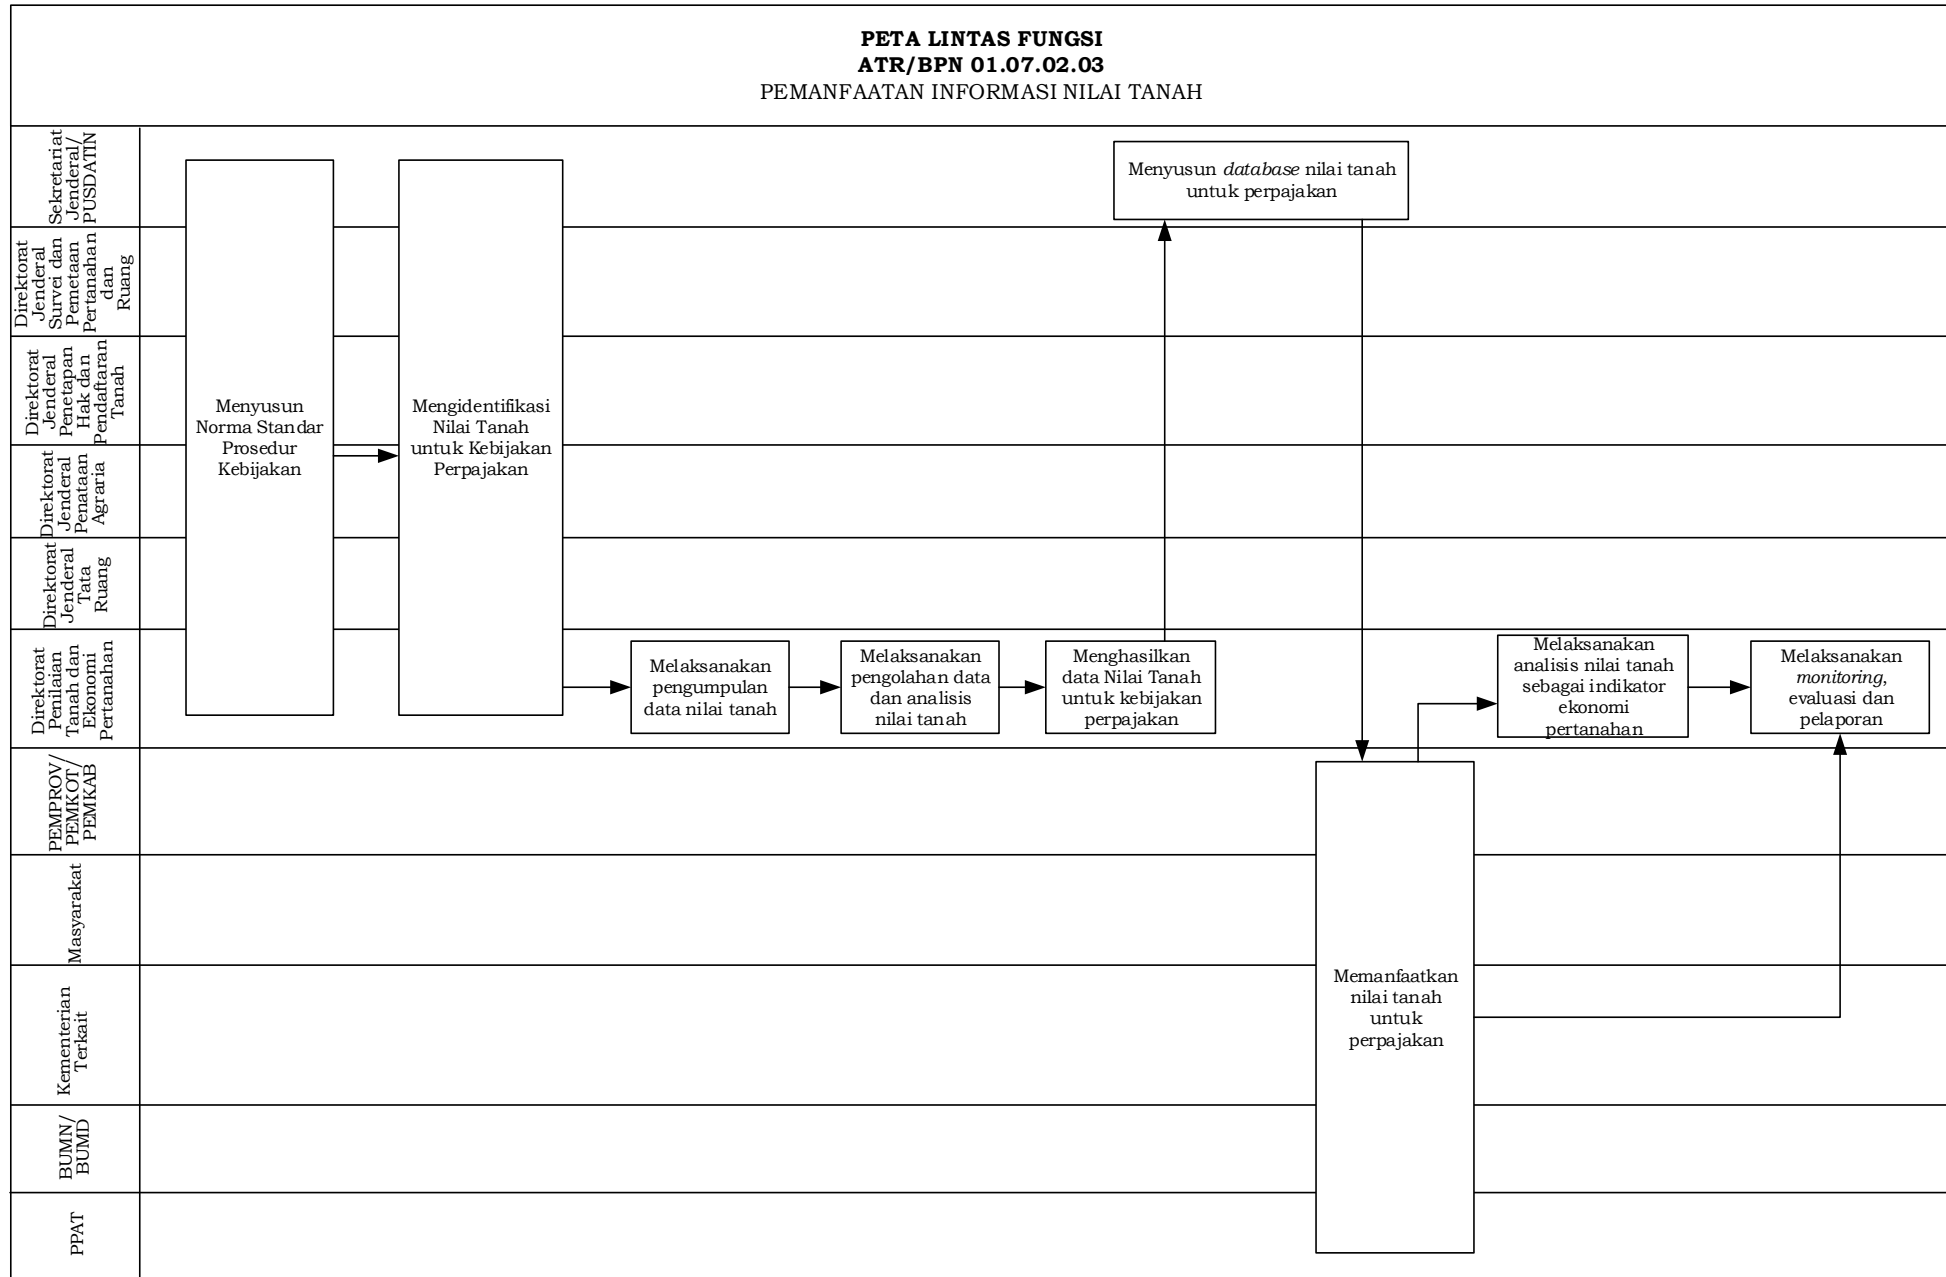 PETA LINTAS FUNGSI
ATR/BPN 01.07.02.03
PEMANFAATAN INFORMASI NILAI TANAH
Sekretariat
Jenderal/
PUSDATIN
Menyusun database nilai tanah
untuk perpajakan
Direktorat
Jenderal
Survei dan
Pemetaan
Pertanahan
dan
Ruang
Direktorat
Jenderal
Penetapan
Hak dan
Pendaftaran
Tanah
Menyusun
Norma Standar
Prosedur
Kebijakan
Mengidentifikasi
Nilai Tanah
untuk Kebijakan
Perpajakan
Direktorat
Jenderal
Penataan
Agraria
Direktorat
Jenderal
Tata
Ruang
Direktorat
Penilaian
Tanah dan
Ekonomi
Pertanahan
Melaksanakan
pengumpulan
data nilai tanah
Melaksanakan
pengolahan data
dan analisis
nilai tanah
Menghasilkan
data Nilai Tanah
untuk kebijakan
perpajakan
Melaksanakan
analisis nilai tanah
sebagai indikator
ekonomi
pertanahan
Melaksanakan
monitoring,
evaluasi dan
pelaporan
PEMPROV/
PEMKOT/
PEMKAB
Masyarakat
Kementerian
Terkait
Memanfaatkan
nilai tanah
untuk
perpajakan
BUMN/
BUMD
PPAT